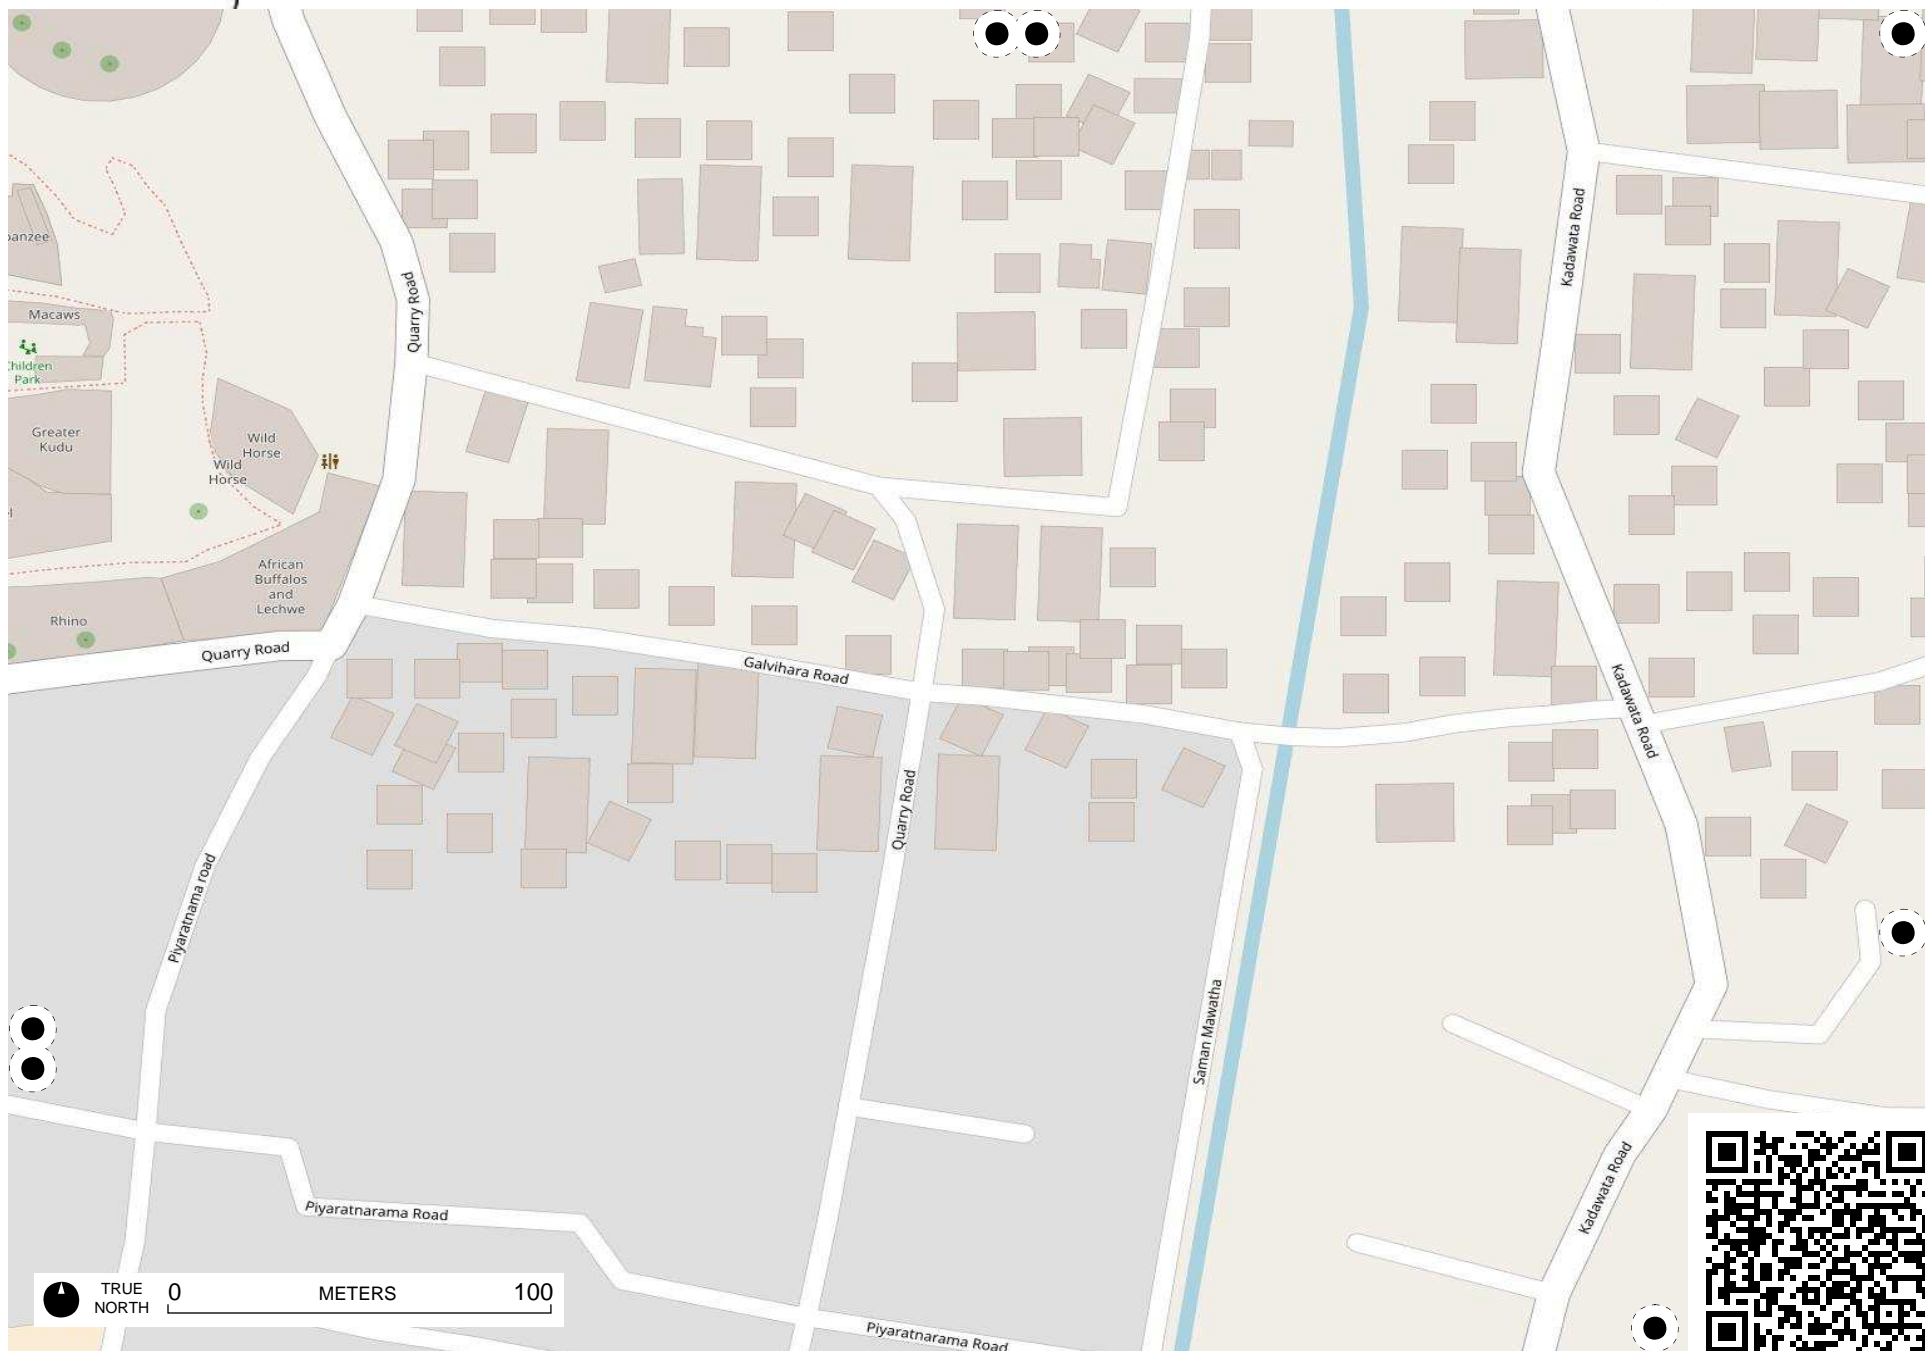 Kadawata Road
panzee
Quarry Road
Macaws
Children
Park
Greater
Kudu
Wild
Horse
Wild
Horse
African
Buffalos
and
Lechwe
Rhino
Quarry Road
Galvihara Road
Kadawata Road
Quarry Road
Piyaratnama road
Saman Mawatha
Kadawata Road
Piyaratnarama Road
TRUE
NORTH
0 METERS 100
Piyaratnarama Road